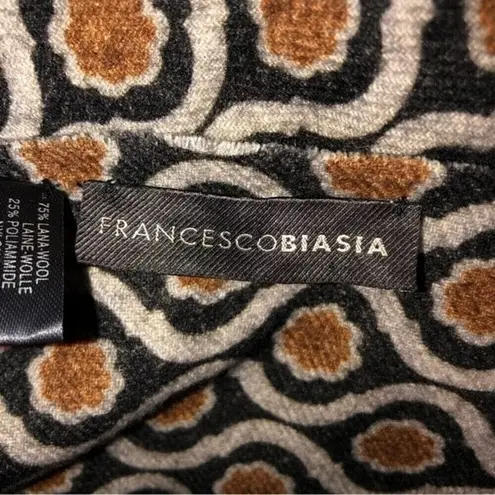 FRANCESCOBIASIA
75% LANA-WOOL
LAINE-WOLLE
25% POLIAMMIDE